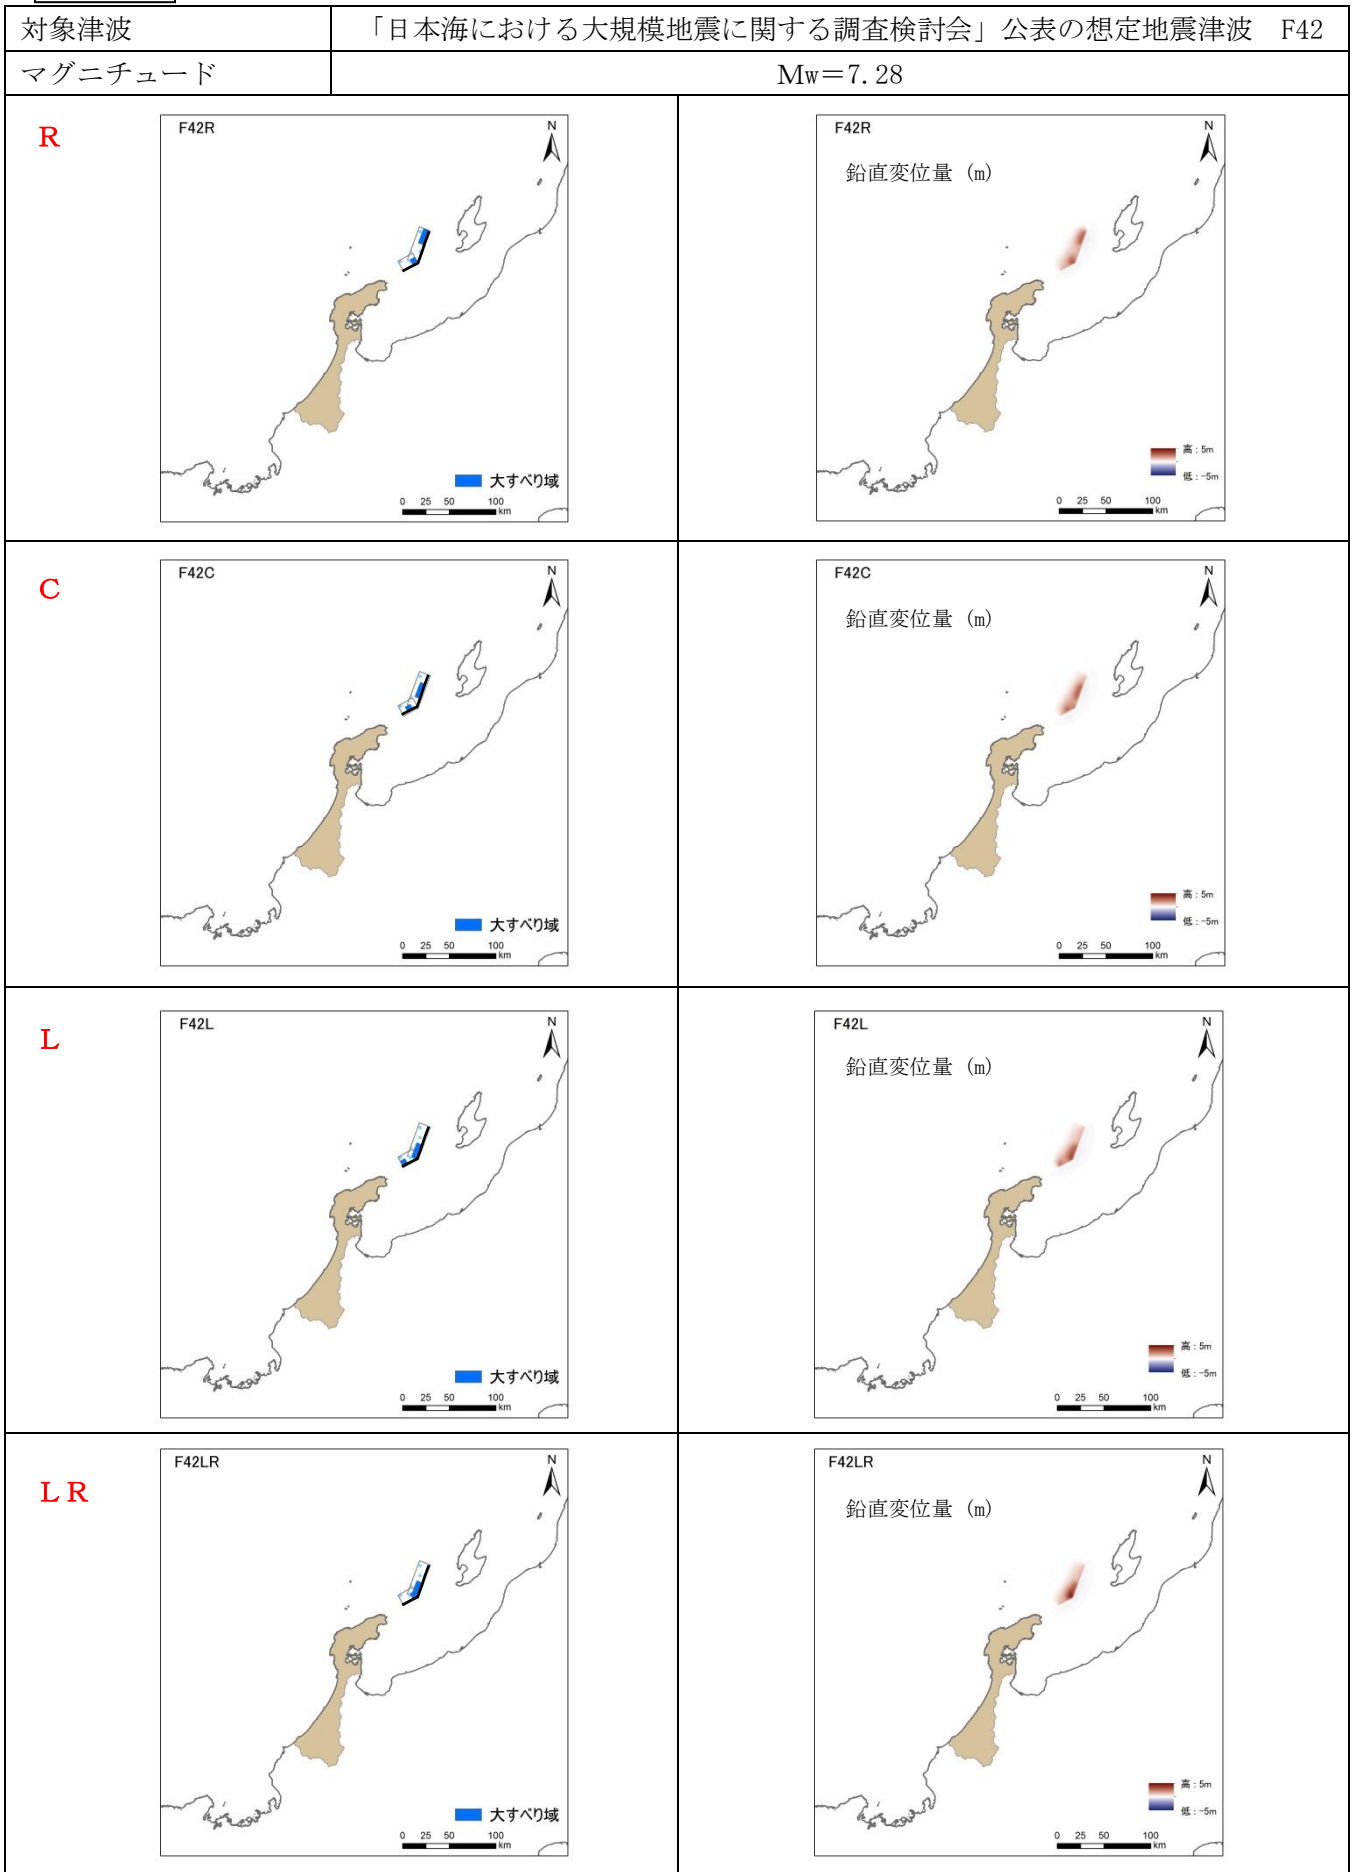 対象津波
「日本海における大規模地震に関する調査検討会」公表の想定地震津波　F42
マグニチュード
Mw＝7.28
R
F42R
N
大すべり域
0 25 50 100
km
F42R
N
鉛直変位量 (m)
高 : 5m
低 : -5m
0 25 50 100
km
C
F42C
N
大すべり域
0 25 50 100
km
F42C
N
鉛直変位量 (m)
高 : 5m
低 : -5m
0 25 50 100
km
L
F42L
N
大すべり域
0 25 50 100
km
F42L
N
鉛直変位量 (m)
高 : 5m
低 : -5m
0 25 50 100
km
ＬＲ
F42LR
N
大すべり域
0 25 50 100
km
F42LR
N
鉛直変位量 (m)
高 : 5m
低 : -5m
0 25 50 100
km